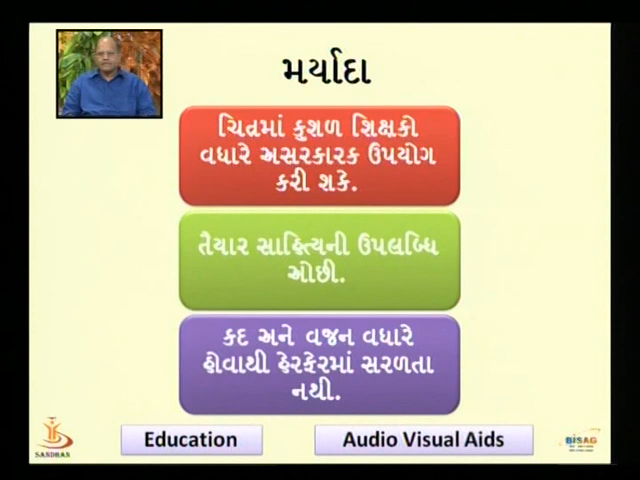 મર્યાદા
ચિત્રમાં કુશળ શિક્ષકો
વધારે અસરકારક ઉપયોગ
કરી શકે.
તૈયાર સાહિત્યની ઉપલબ્ધિ
ઓછી.
કદ અને વજન વધારે
હોવાથી હેરફેરમાં સરળતા
નથી.
SANDHAN
Education
Audio Visual Aids
BISAG